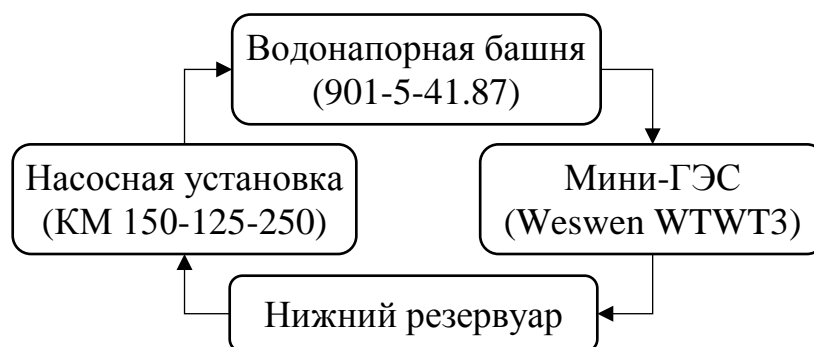 Водонапорная башня
(901-5-41.87)
Насосная установка
(КМ 150-125-250)
Мини-ГЭС
(Weswen WTWT3)
Нижний резервуар